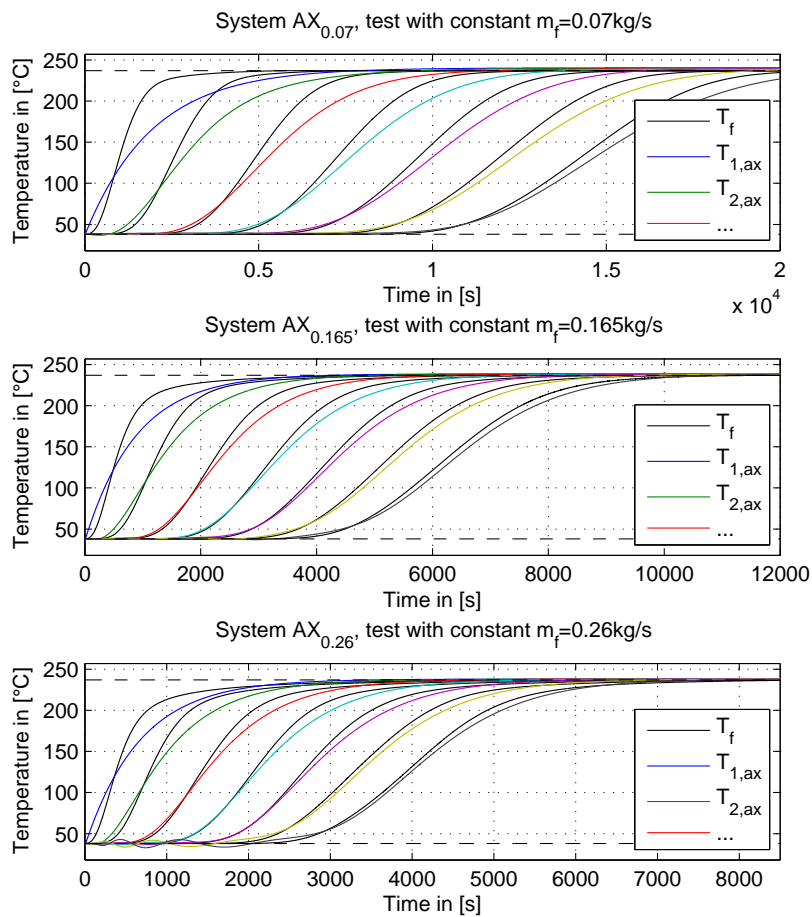 System AX0.07, test with constant mf=0.07kg/s
Temperature in [°C]
250
200
150
100
50
0
0.5
1
1.5
2
x 10^4
Time in [s]
Tf
T1,ax
T2,ax
...
System AX0.165, test with constant mf=0.165kg/s
Temperature in [°C]
250
200
150
100
50
0
2000
4000
6000
8000
10000
12000
Time in [s]
Tf
T1,ax
T2,ax
...
System AX0.26, test with constant mf=0.26kg/s
Temperature in [°C]
250
200
150
100
50
0
1000
2000
3000
4000
5000
6000
7000
8000
Time in [s]
Tf
T1,ax
T2,ax
...